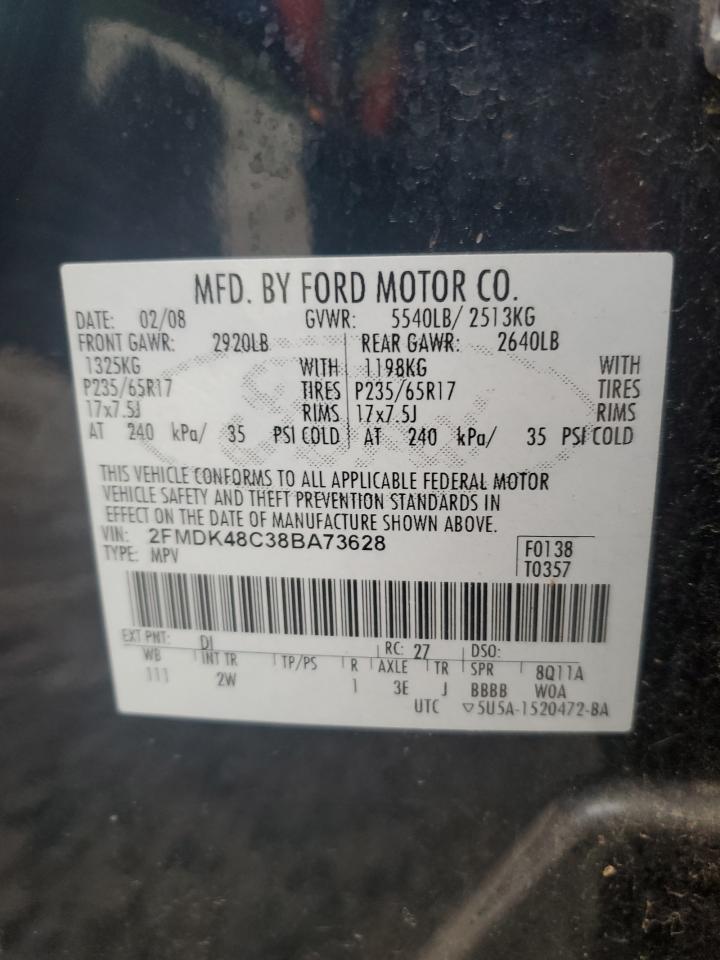 MFD. BY FORD MOTOR CO.
DATE: 02/08 GVWR: 5540LB/ 2513KG
FRONT GAWR: 2920LB REAR GAWR: 2640LB
1325KG WITH 1198KG WITH
P235/65R17 TIRES P235/65R17 TIRES
17x7.5J RIMS 17x7.5J RIMS
AT 240 kPa/ 35 PSI COLD AT 240 kPa/ 35 PSI COLD
THIS VEHICLE CONFORMS TO ALL APPLICABLE FEDERAL MOTOR
VEHICLE SAFETY AND THEFT PREVENTION STANDARDS IN
EFFECT ON THE DATE OF MANUFACTURE SHOWN ABOVE.
VIN: 2FMDK48C38BA73628 F0138
TYPE: MPV T0357
EXT PNT: DI RC: 27 DSO:
WB INT TR TP/PS R AXLE TR SPR 8Q11A
111 2W 1 3E J BBBB W0A
UTC ▽5U5A-1520472-BA